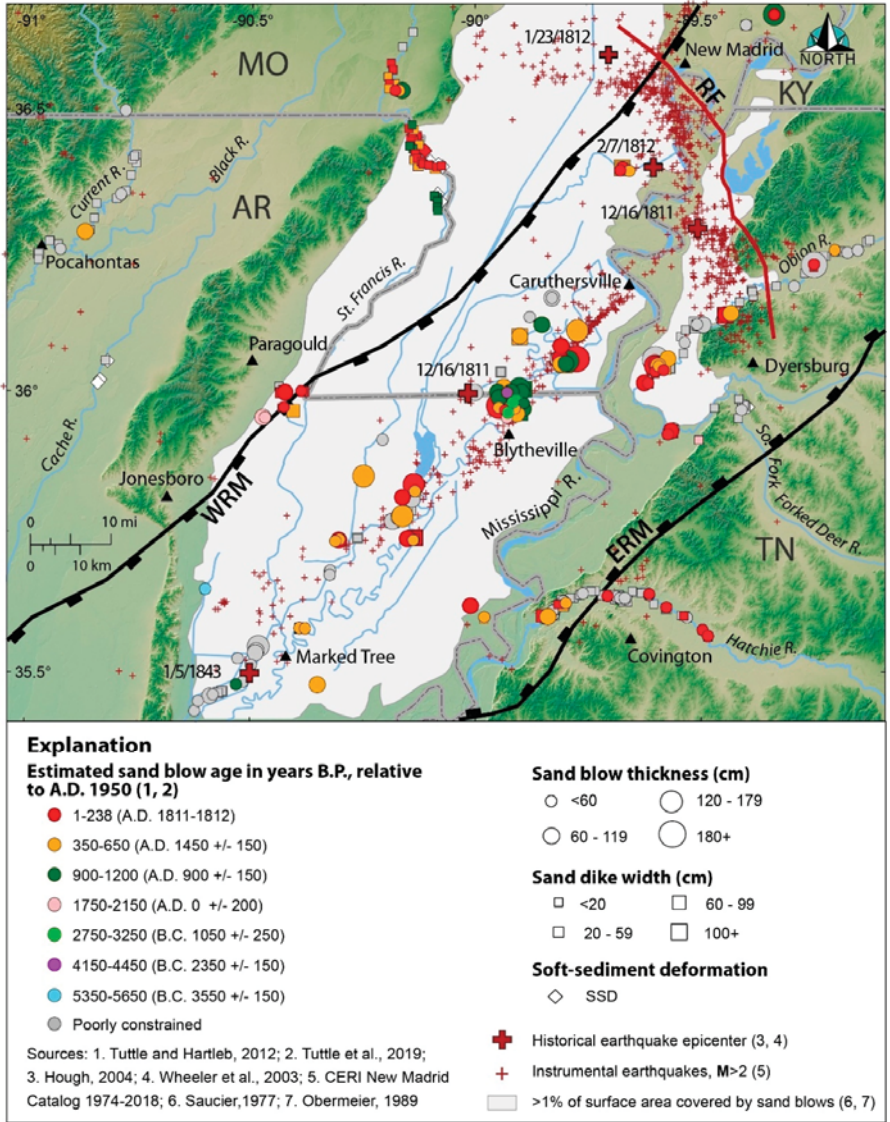 -91°
-90.5°
-90°
-89.5°
1/23/1812
New Madrid
NORTH
MO
RF
KY
36.5°
2/7/1812
Current R.
Black R.
AR
12/16/1811
Obion R.
Pocahontas
Caruthersville
St. Francis R.
Paragould
12/16/1811
Dyersburg
36°
Cache R.
Blytheville
Jonesboro
WRM
Mississippi R.
So. Fork Forked Deer R.
0 10 mi
0 10 km
ERM
TN
Marked Tree
Covington
Hatchie R.
35.5°
1/5/1843
Explanation
Estimated sand blow age in years B.P., relative
to A.D. 1950 (1, 2)
1-238 (A.D. 1811-1812)
350-650 (A.D. 1450 +/- 150)
900-1200 (A.D. 900 +/- 150)
1750-2150 (A.D. 0 +/- 200)
2750-3250 (B.C. 1050 +/- 250)
4150-4450 (B.C. 2350 +/- 150)
5350-5650 (B.C. 3550 +/- 150)
Poorly constrained
Sources: 1. Tuttle and Hartleb, 2012; 2. Tuttle et al., 2019;
3. Hough, 2004; 4. Wheeler et al., 2003; 5. CERI New Madrid
Catalog 1974-2018; 6. Saucier,1977; 7. Obermeier, 1989
Sand blow thickness (cm)
<60
120 - 179
60 - 119
180+
Sand dike width (cm)
<20
60 - 99
20 - 59
100+
Soft-sediment deformation
SSD
Historical earthquake epicenter (3, 4)
Instrumental earthquakes, M>2 (5)
>1% of surface area covered by sand blows (6, 7)